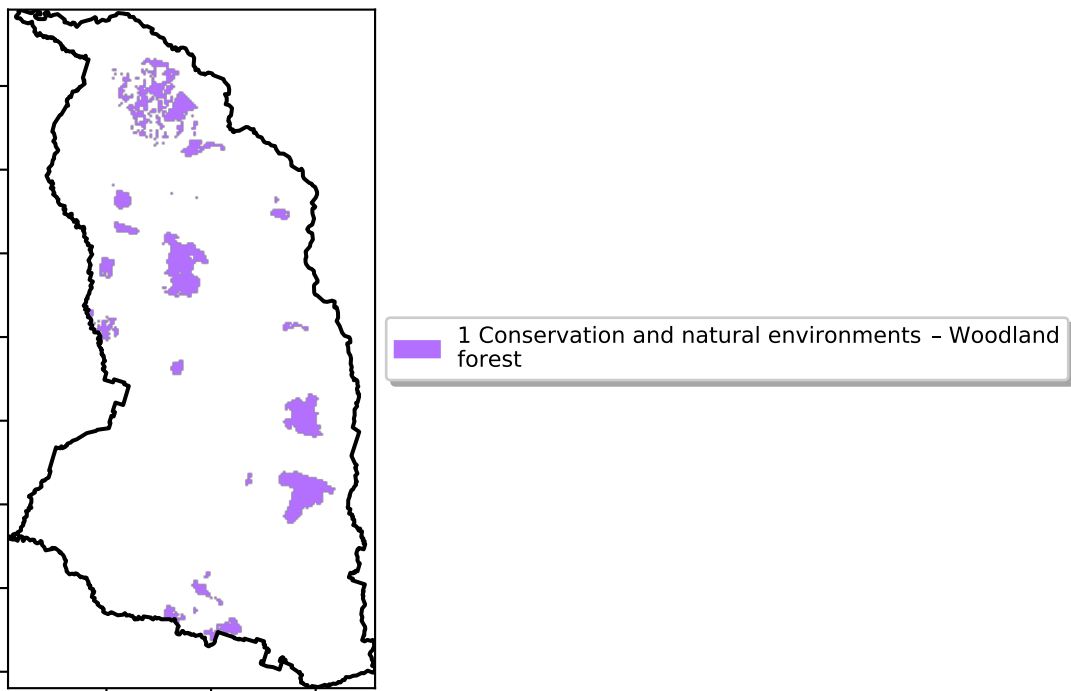 1 Conservation and natural environments – Woodland
forest